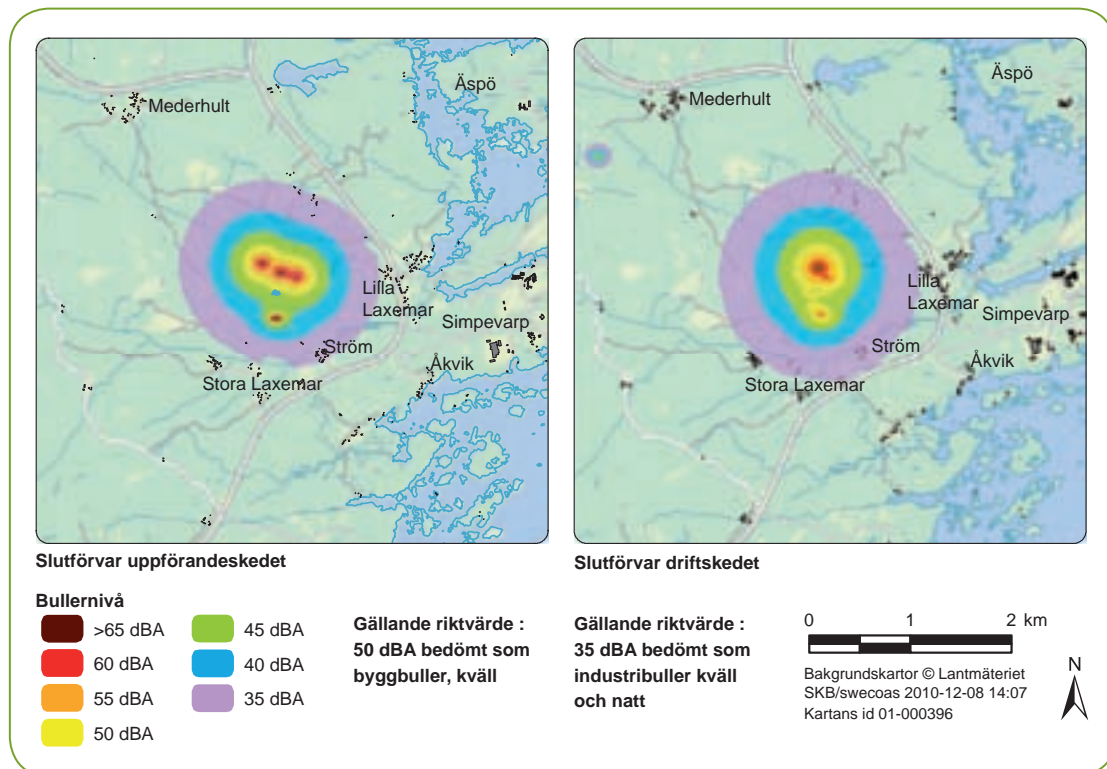 Äspö
Mederhult
Lilla
Laxemar
Simpevarp
Ström
Åkvik
Stora Laxemar
Äspö
Mederhult
Lilla
Laxemar
Simpevarp
Ström
Åkvik
Stora Laxemar
Slutförvar uppförandeskedet
Slutförvar driftskedet
Bullernivå
>65 dBA
60 dBA
55 dBA
50 dBA
45 dBA
40 dBA
35 dBA
Gällande riktvärde :
50 dBA bedömt som
byggbuller, kväll
Gällande riktvärde :
35 dBA bedömt som
industribuller kväll
och natt
0 1 2 km
Bakgrundskartor © Lantmäteriet
SKB/swecoas 2010-12-08 14:07
Kartans id 01-000396
N